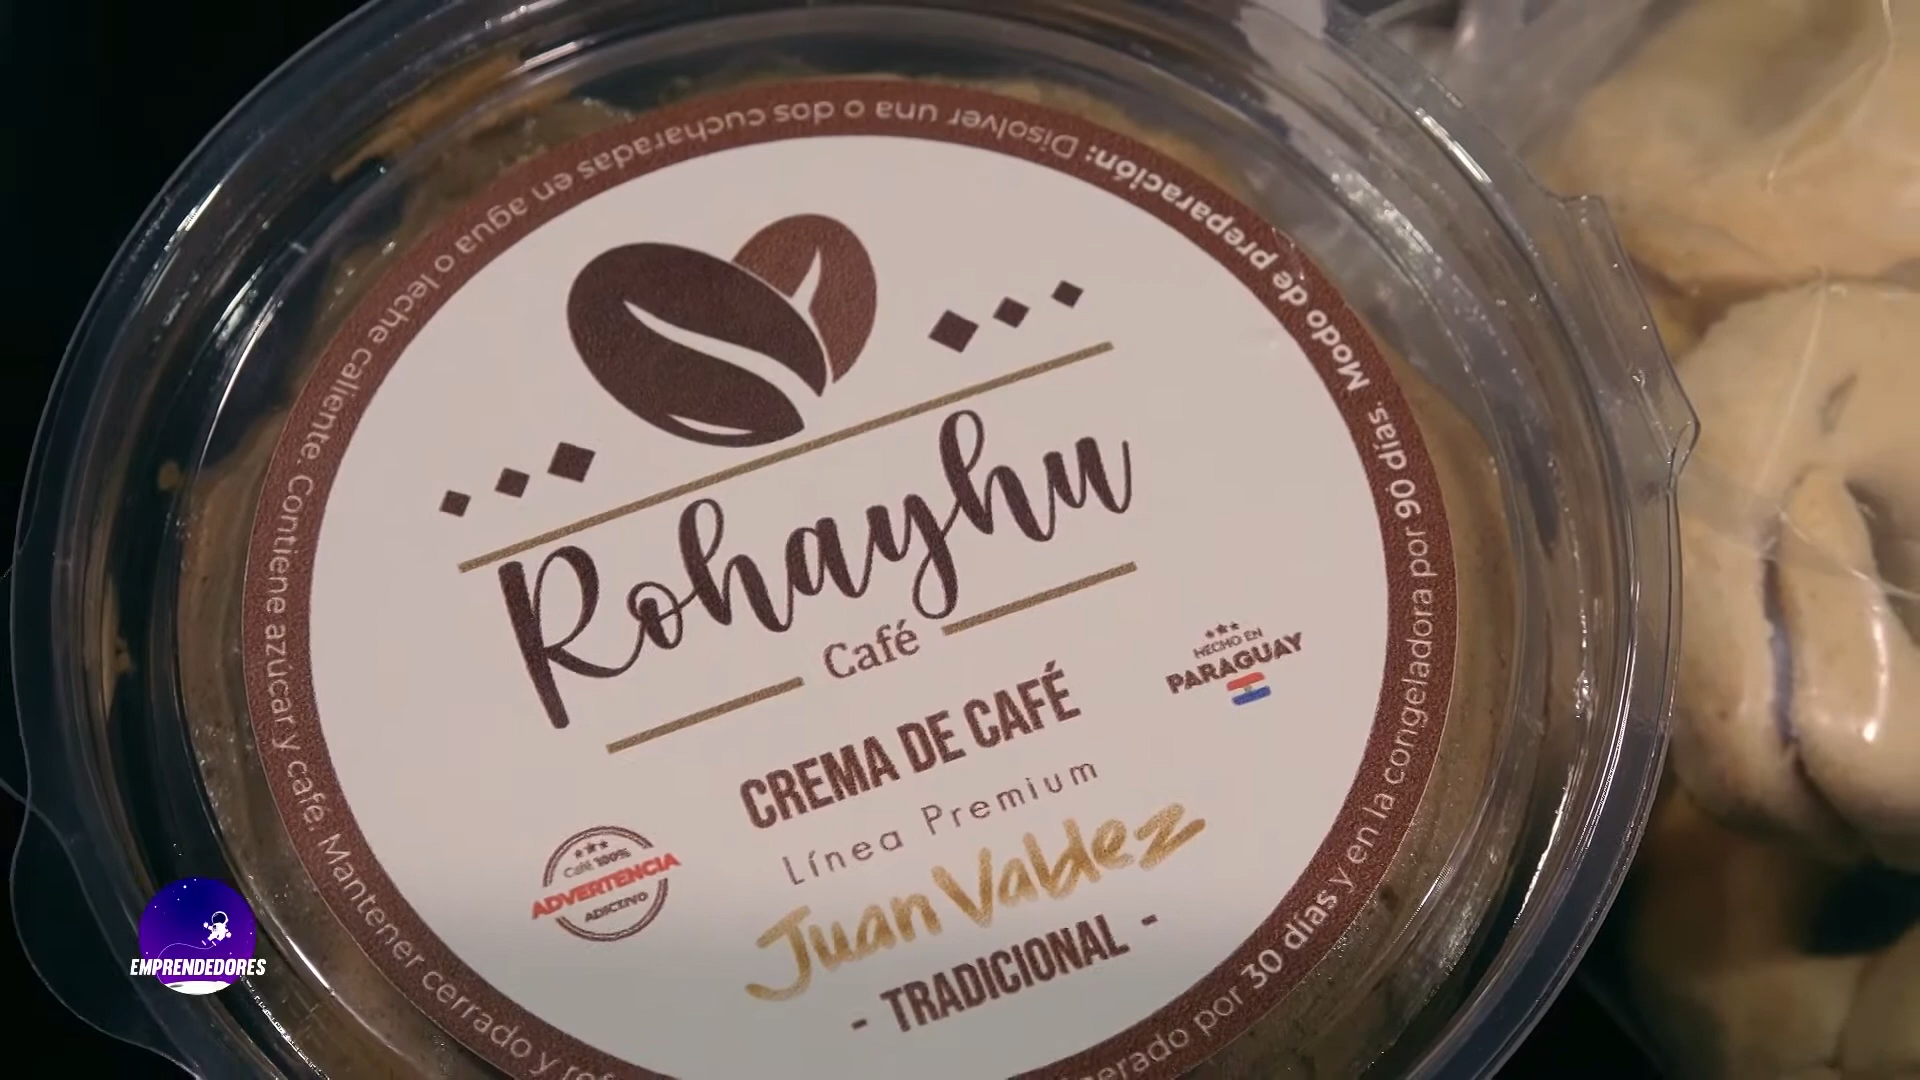 Modo de preparación: Disolver una o dos cucharadas en agua o leche caliente. Contiene azúcar y café. Mantener cerrado y
por 30 días y en la congeladora por 90 días.
Rohayhu
Café
HECHO EN
PARAGUAY
CREMA DE CAFÉ
Línea Premium
Café 100%
ADVERTENCIA
ADICTIVO
Juan Valdez
- TRADICIONAL -
EMPRENDEDORES